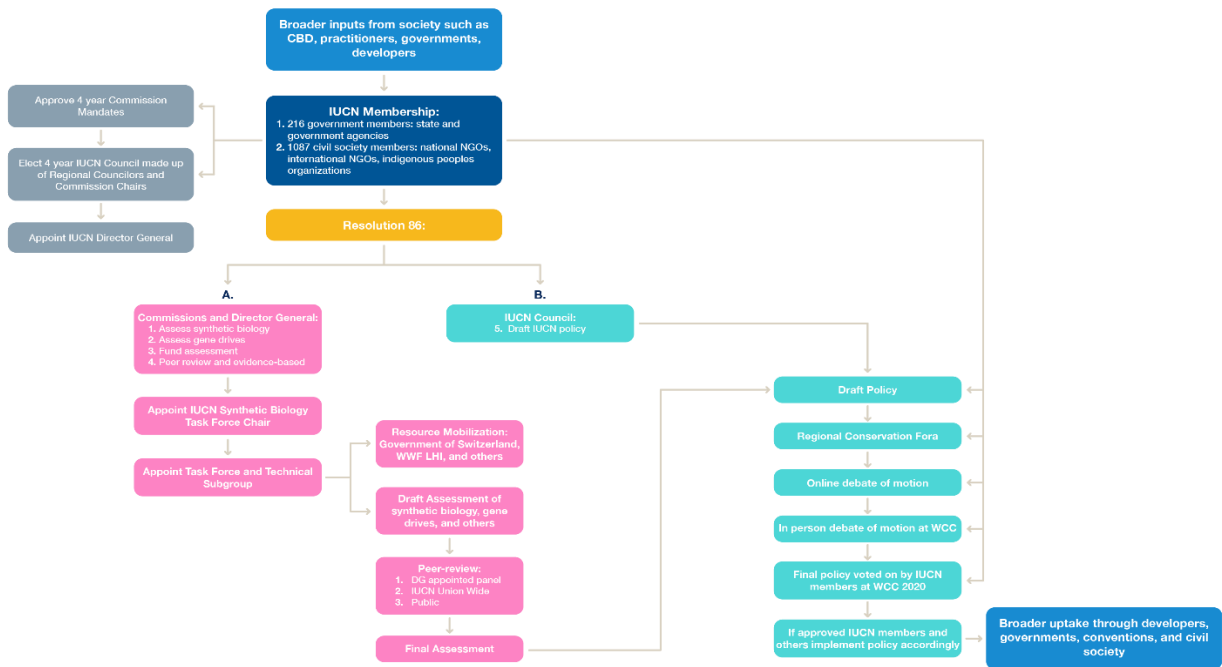 Broader inputs from society such as
CBD, practitioners, governments,
developers
Approve 4 year Commission
Mandates
Elect 4 year IUCN Council made up
of Regional Councilors and
Commission Chairs
Appoint IUCN Director General
IUCN Membership:
1. 216 government members: state and
government agencies
2. 1087 civil society members: national NGOs,
international NGOs, indigenous peoples
organizations
Resolution 86:
A.
Commissions and Director General:
1. Assess synthetic biology
2. Assess gene drives
3. Fund assessment
4. Peer review and evidence-based
Appoint IUCN Synthetic Biology
Task Force Chair
Appoint Task Force and Technical
Subgroup
Resource Mobilization:
Government of Switzerland,
WWF LHI, and others
Draft Assessment of
synthetic biology, gene
drives, and others
Peer-review:
1. DG appointed panel
2. IUCN Union Wide
3. Public
Final Assessment
B.
IUCN Council:
5. Draft IUCN policy
Draft Policy
Regional Conservation Fora
Online debate of motion
In person debate of motion at WCC
Final policy voted on by IUCN
members at WCC 2020
If approved IUCN members and
others implement policy accordingly
Broader uptake through developers,
governments, conventions, and civil
society